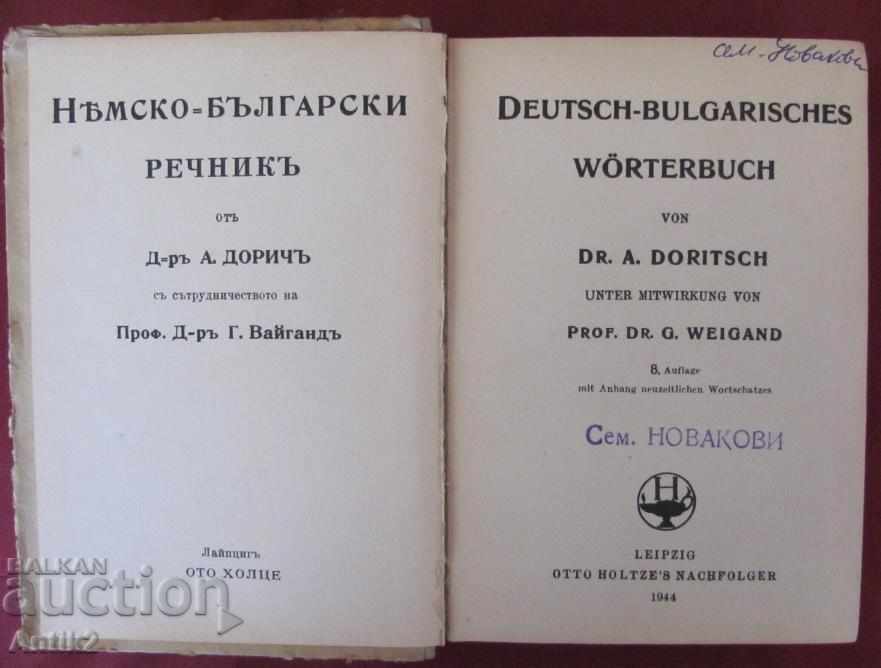 НѢМСКО=БЪЛГАРСКИ
РЕЧНИКЪ
отъ
Д=ръ А. ДОРИЧЪ
съ сътрудничеството на
Проф. Д-ръ Г. Вайгандъ
Лайпцигъ
ОТО ХОЛЦЕ
Сем. Новакови
DEUTSCH-BULGARISCHES
WÖRTERBUCH
VON
DR. A. DORITSCH
UNTER MITWIRKUNG VON
PROF. DR. G. WEIGAND
8. Auflage
mit Anhang neuzeitlichen Wortschatzes
Сем. НОВАКОВИ
H
LEIPZIG
OTTO HOLTZE'S NACHFOLGER
1944
BALKAN
auction
Antik2